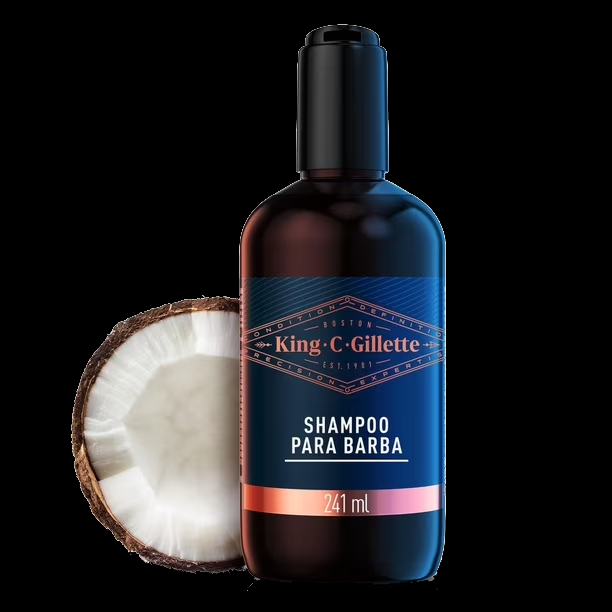 CONDITION DEFINITION
BOSTON
King·C·Gillette
EST. 1901
PRECISION EXPERTISE
SHAMPOO
PARA BARBA
241 ml